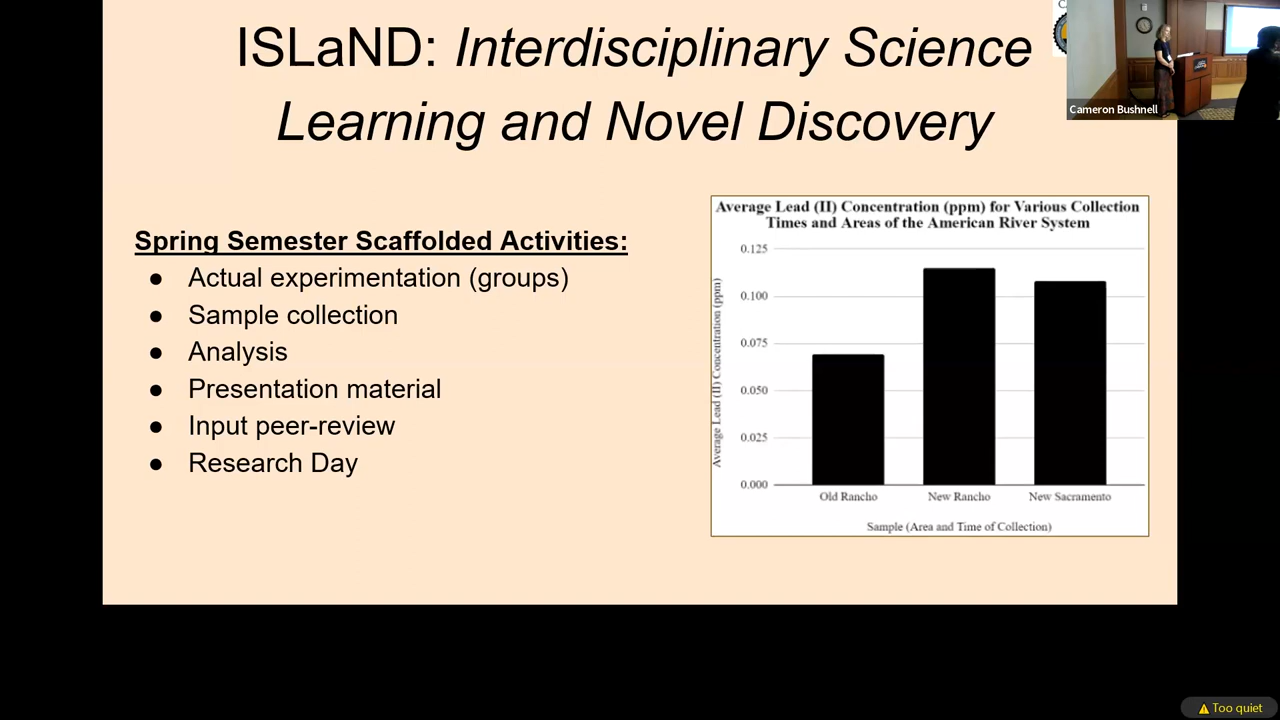 ISLaND: Interdisciplinary Science
Learning and Novel Discovery
Cameron Bushnell
Spring Semester Scaffolded Activities:
● Actual experimentation (groups)
● Sample collection
● Analysis
● Presentation material
● Input peer-review
● Research Day
Average Lead (II) Concentration (ppm) for Various Collection
Times and Areas of the American River System
Average Lead (II) Concentration (ppm)
0.125
0.100
0.075
0.050
0.025
0.000
Old Rancho
New Rancho
New Sacramento
Sample (Area and Time of Collection)
Too quiet